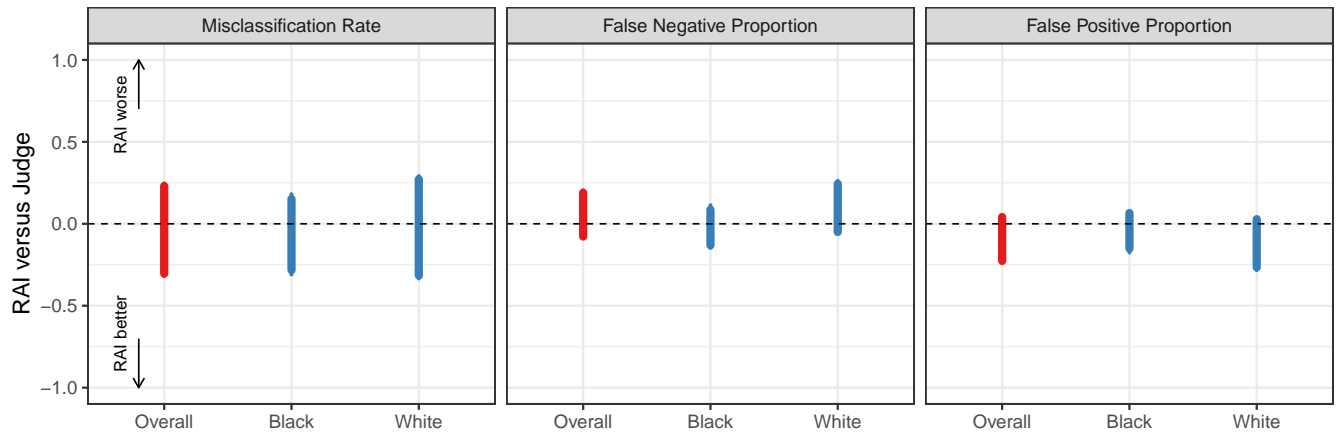 Misclassification Rate
False Negative Proportion
False Positive Proportion
RAI versus Judge
1.0
0.5
0.0
−0.5
−1.0
RAI worse
RAI better
Overall
Black
White
Overall
Black
White
Overall
Black
White